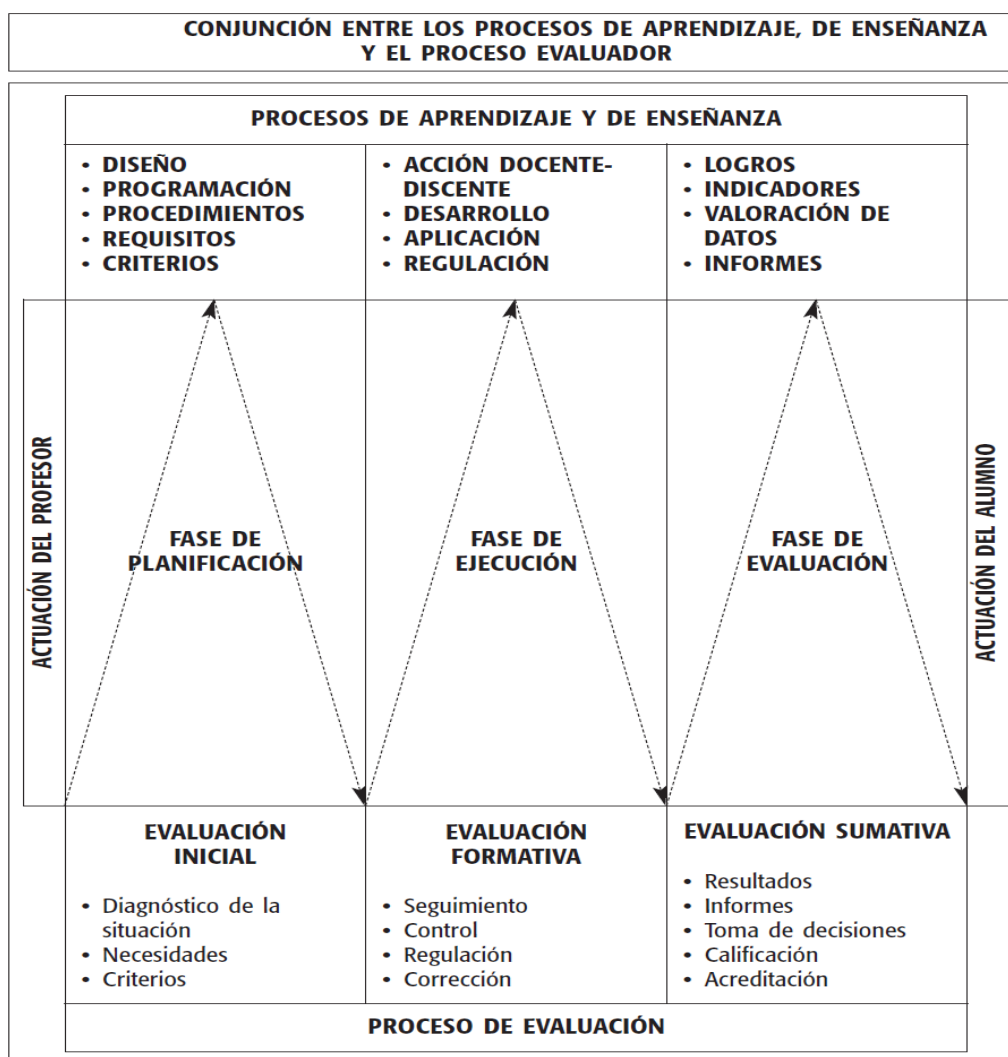 CONJUNCIÓN ENTRE LOS PROCESOS DE APRENDIZAJE, DE ENSEÑANZA
Y EL PROCESO EVALUADOR
PROCESOS DE APRENDIZAJE Y DE ENSEÑANZA
• DISEÑO
• PROGRAMACIÓN
• PROCEDIMIENTOS
• REQUISITOS
• CRITERIOS
• ACCIÓN DOCENTE-
DISCENTE
• DESARROLLO
• APLICACIÓN
• REGULACIÓN
• LOGROS
• INDICADORES
• VALORACIÓN DE
DATOS
• INFORMES
ACTUACIÓN DEL PROFESOR
FASE DE
PLANIFICACIÓN
FASE DE
EJECUCIÓN
FASE DE
EVALUACIÓN
ACTUACIÓN DEL ALUMNO
EVALUACIÓN
INICIAL
• Diagnóstico de la
situación
• Necesidades
• Criterios
EVALUACIÓN
FORMATIVA
• Seguimiento
• Control
• Regulación
• Corrección
EVALUACIÓN SUMATIVA
• Resultados
• Informes
• Toma de decisiones
• Calificación
• Acreditación
PROCESO DE EVALUACIÓN